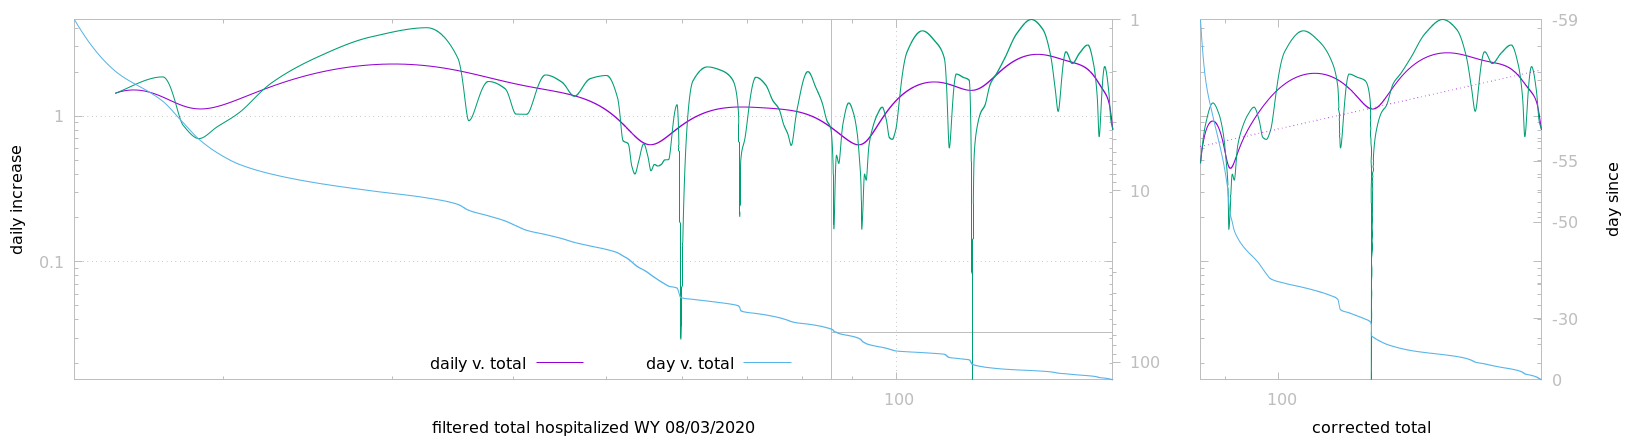 daily increase
1
0.1
daily v. total
day v. total
100
filtered total hospitalized WY 08/03/2020
1
10
100
100
corrected total
-59
-55
-50
-30
0
day since